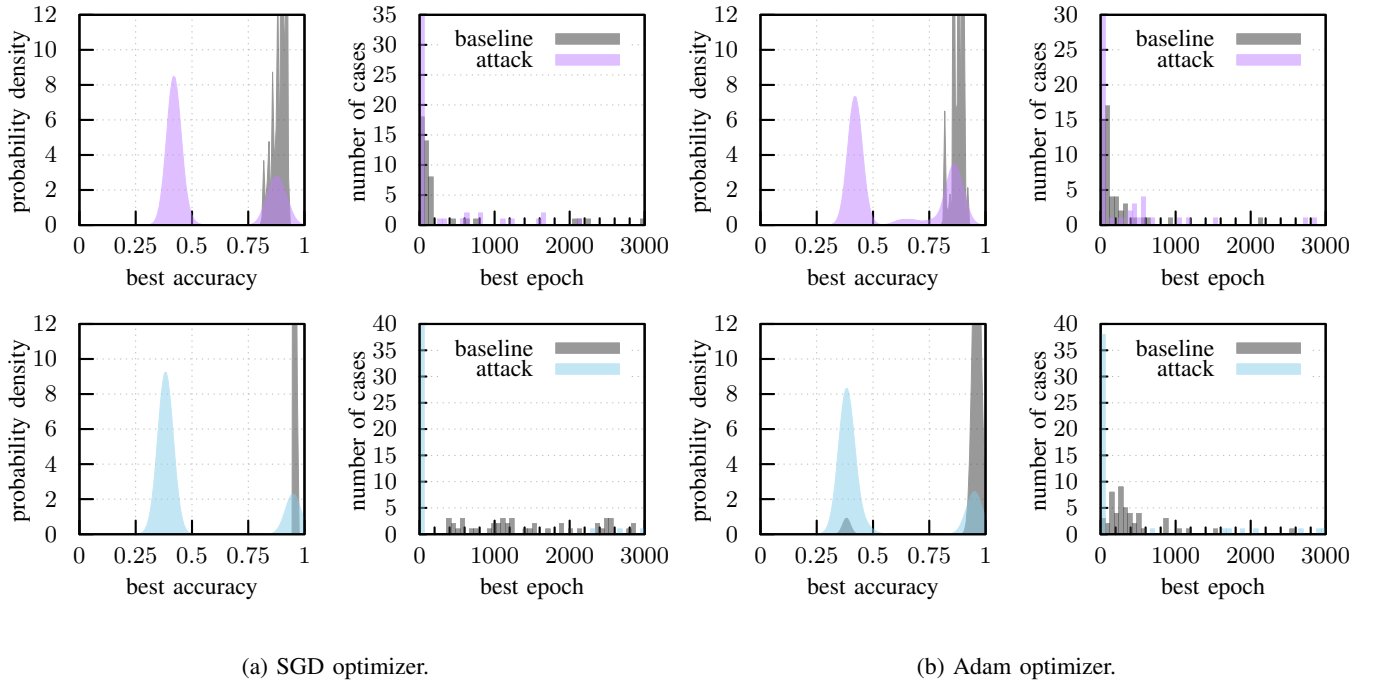 probability density
12
10
8
6
4
2
0
0 0.25 0.5 0.75 1
best accuracy
number of cases
35
30
25
20
15
10
5
0
baseline
attack
0 1000 2000 3000
best epoch
probability density
12
10
8
6
4
2
0
0 0.25 0.5 0.75 1
best accuracy
number of cases
30
25
20
15
10
5
0
baseline
attack
0 1000 2000 3000
best epoch
probability density
12
10
8
6
4
2
0
0 0.25 0.5 0.75 1
best accuracy
number of cases
40
35
30
25
20
15
10
5
0
baseline
attack
0 1000 2000 3000
best epoch
probability density
12
10
8
6
4
2
0
0 0.25 0.5 0.75 1
best accuracy
number of cases
40
35
30
25
20
15
10
5
0
baseline
attack
0 1000 2000 3000
best epoch
(a) SGD optimizer.
(b) Adam optimizer.